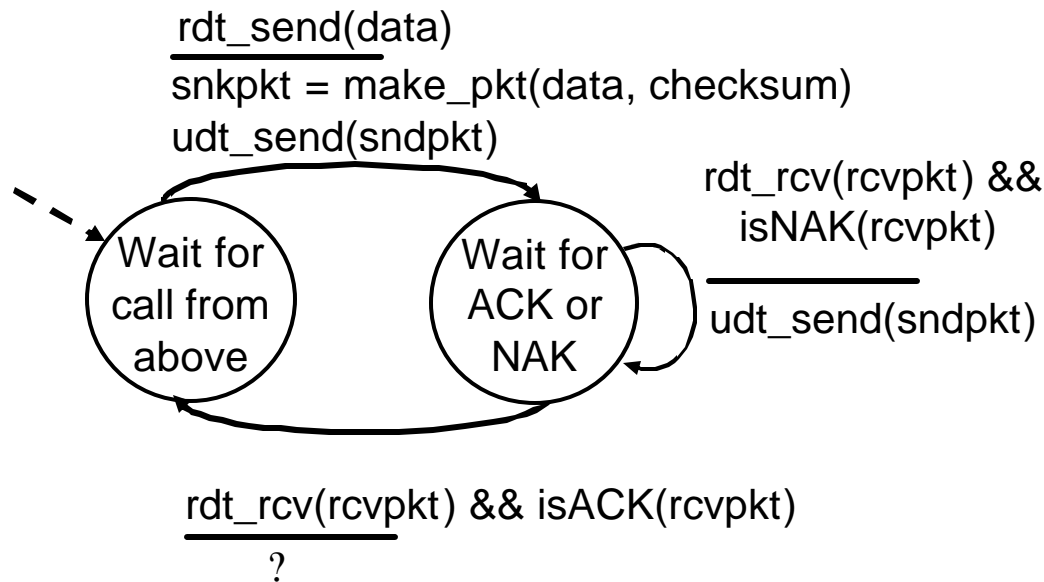 rdt_send(data)
snkpkt = make_pkt(data, checksum)
udt_send(sndpkt)
rdt_rcv(rcvpkt) &&
isNAK(rcvpkt)
udt_send(sndpkt)
Wait for
call from
above
Wait for
ACK or
NAK
rdt_rcv(rcvpkt) && isACK(rcvpkt)
?